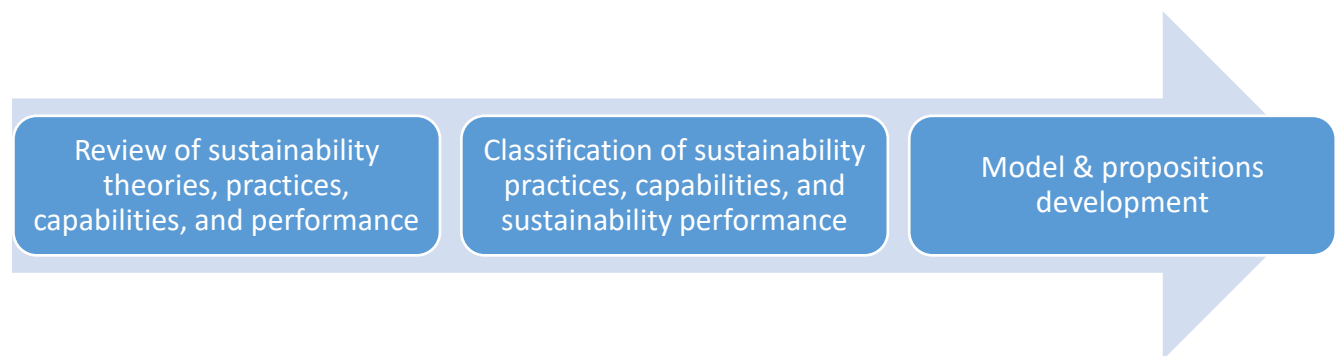 Review of sustainability
theories, practices,
capabilities, and performance
Classification of sustainability
practices, capabilities, and
sustainability performance
Model & propositions
development